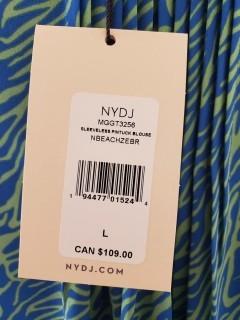 NYDJ
MGGT3256
SLEEVELESS PINTUCK BLOUSE
NBEACHZEBR
1 94477 01524 4
L
CAN $109.00
NYDJ.COM